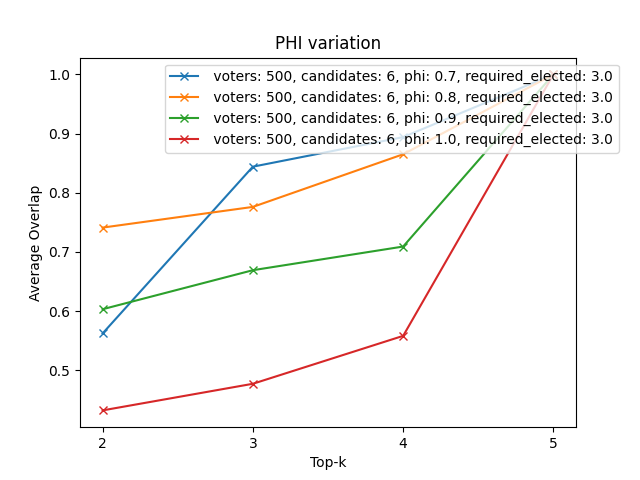 PHI variation
voters: 500, candidates: 6, phi: 0.7, required_elected: 3.0
voters: 500, candidates: 6, phi: 0.8, required_elected: 3.0
voters: 500, candidates: 6, phi: 0.9, required_elected: 3.0
voters: 500, candidates: 6, phi: 1.0, required_elected: 3.0
1.0
0.9
0.8
0.7
0.6
0.5
Average Overlap
2 3 4 5
Top-k